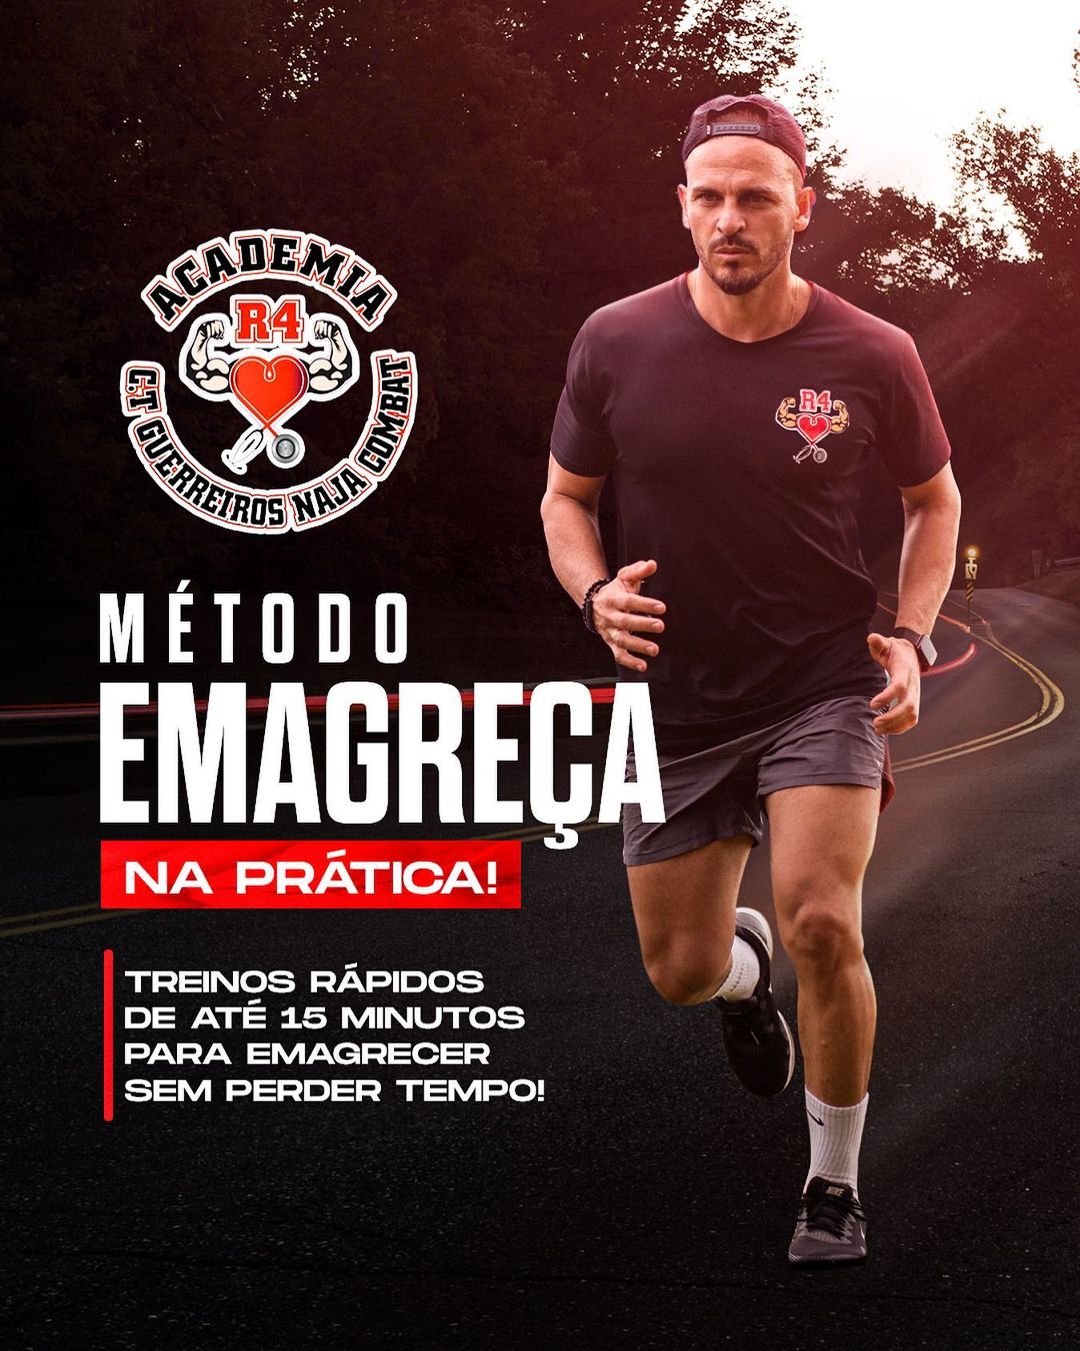 ACADEMIA
R4
C.T GUERREIROS NAJA COMBAT
R4
MÉTODO
EMAGREÇA
NA PRÁTICA!
TREINOS RÁPIDOS
DE ATÉ 15 MINUTOS
PARA EMAGRECER
SEM PERDER TEMPO!
NIKE